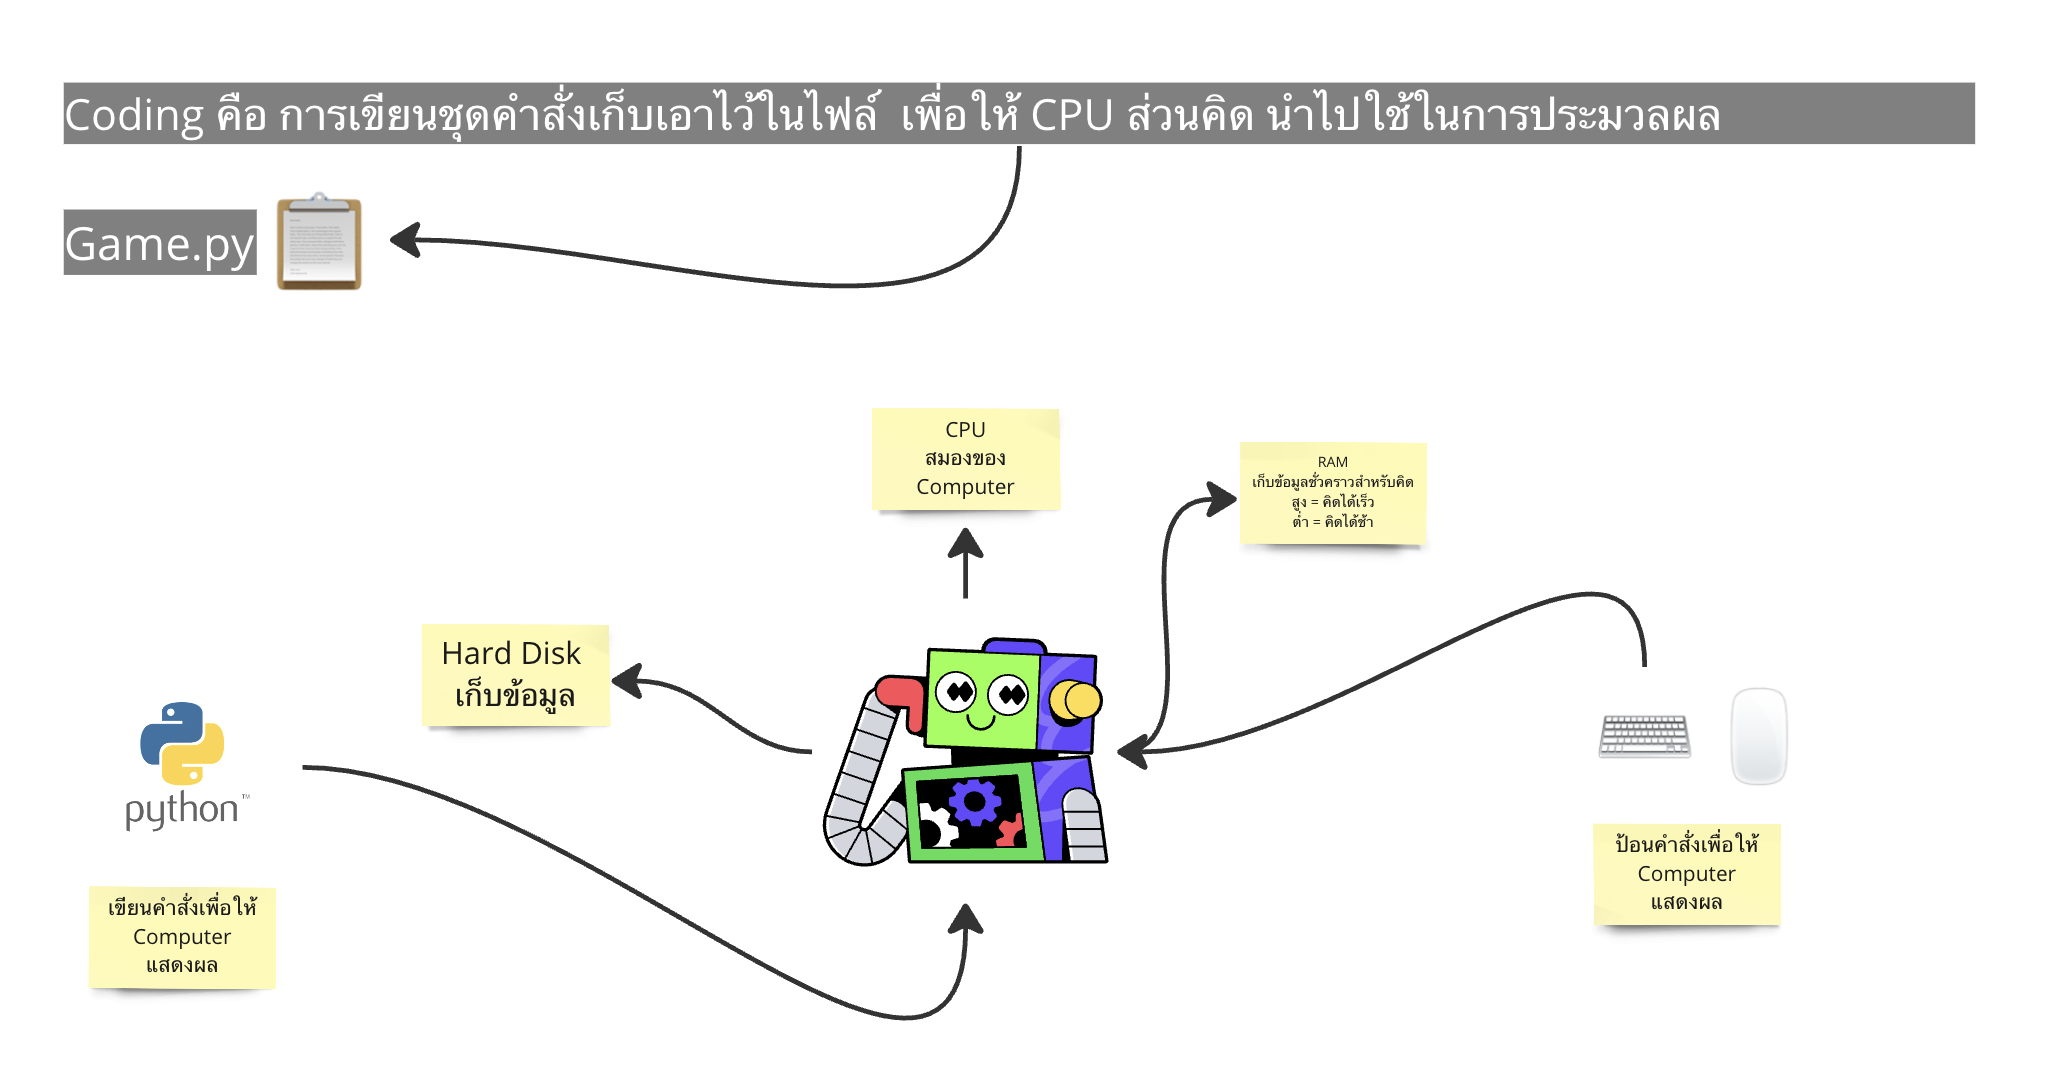 Coding คือ การเขียนชุดคำสั่งเก็บเอาไว้ในไฟล์ เพื่อให้ CPU ส่วนคิด นำไปใช้ในการประมวลผล
Game.py
CPU
สมองของ
Computer
RAM
เก็บข้อมูลชั่วคราวสำหรับคิด
สูง = คิดได้เร็ว
ต่ำ = คิดได้ช้า
Hard Disk
เก็บข้อมูล
python™
ป้อนคำสั่งเพื่อให้
Computer
แสดงผล
เขียนคำสั่งเพื่อให้
Computer
แสดงผล